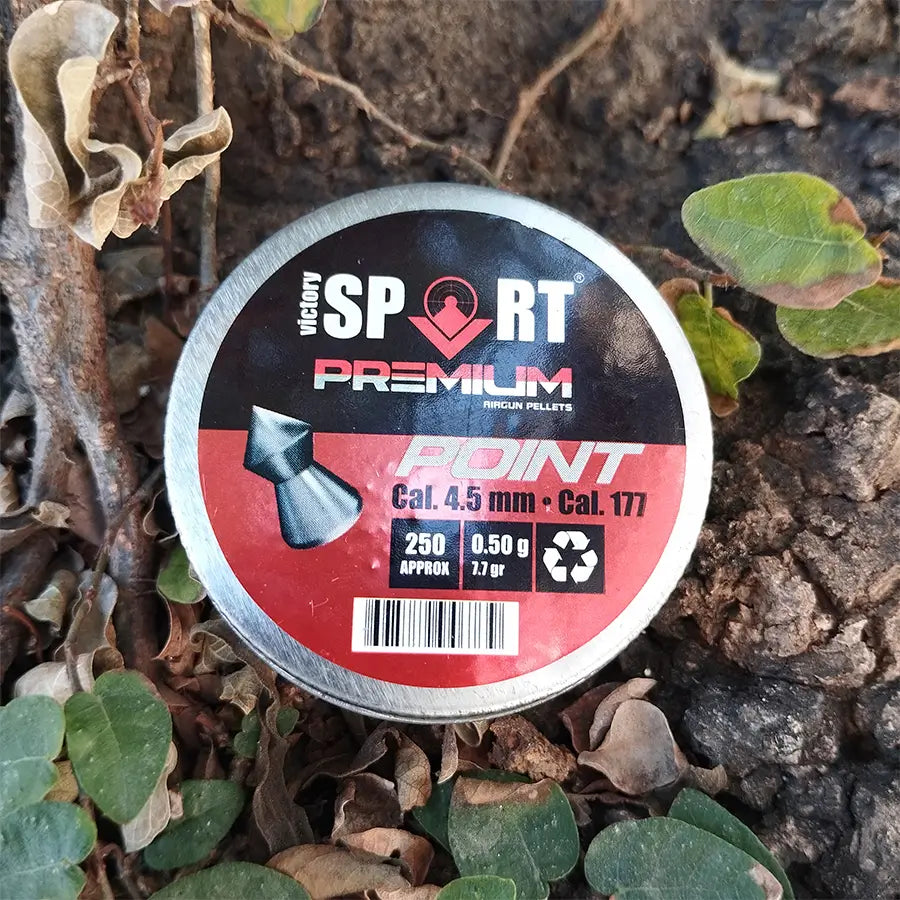 victory SPORT®
PREMIUM
AIRGUN PELLETS
POINT
Cal. 4.5 mm • Cal. 177
250 APPROX
0.50 g
7.7 gr